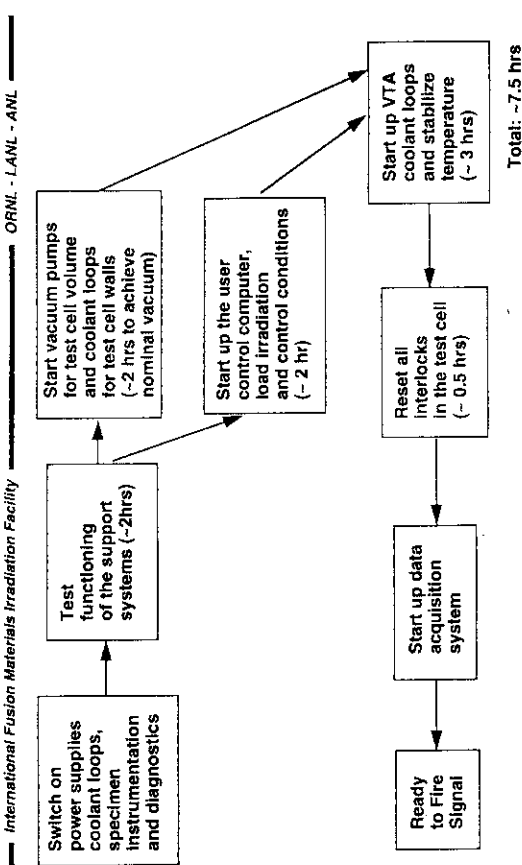 International Fusion Materials Irradiation Facility
ORNL - LANL - ANL
Switch on
power supplies
coolant loops,
specimen
instrumentation
and diagnostics
Test
functioning
of the support
systems (~2hrs)
Start vacuum pumps
for test cell volume
and coolant loops
for test cell walls
(~2 hrs to achieve
nominal vacuum)
Start up the user
control computer,
load irradiation
and control conditions
(~ 2 hr)
Start up VTA
coolant loops
and stabilize
temperature
(~ 3 hrs)
Total: ~7.5 hrs
Reset all
interlocks
in the test cell
(~ 0.5 hrs)
Start up data
acquisition
system
Ready
to Fire
Signal